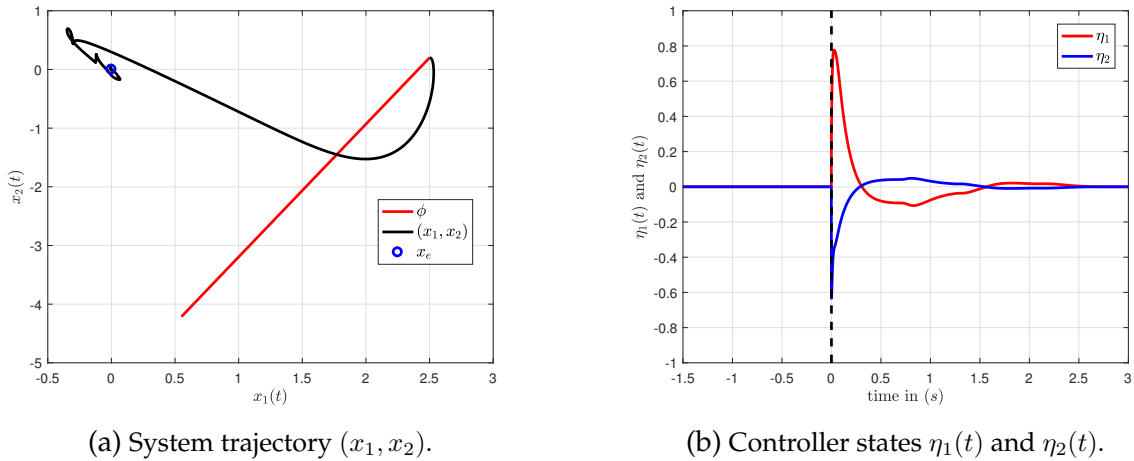 1
0
-1
-2
-3
-4
-5
x₂(t)
ϕ
(x₁, x₂)
xₑ
-0.5 0 0.5 1 1.5 2 2.5 3
x₁(t)
(a) System trajectory (x₁, x₂).
1
0.8
0.6
0.4
0.2
0
-0.2
-0.4
-0.6
-0.8
-1
η₁(t) and η₂(t)
η₁
η₂
-1.5 -1 -0.5 0 0.5 1 1.5 2 2.5 3
time in (s)
(b) Controller states η₁(t) and η₂(t).